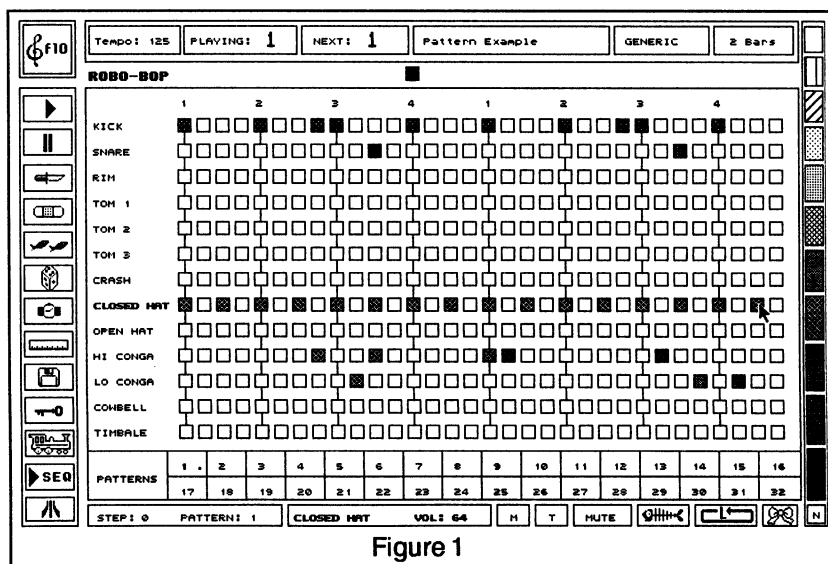 F10
Tempo: 125 PLAYING: 1 NEXT: 1 Pattern Example GENERIC 2 Bars
ROBO-BOP
1 2 3 4 1 2 3 4
KICK
SNARE
RIM
TOM 1
TOM 2
TOM 3
CRASH
CLOSED HAT
OPEN HAT
HI CONGA
LO CONGA
COWBELL
TIMBALE
PATTERNS
1 . 2 3 4 5 6 7 8 9 10 11 12 13 14 15 16
17 18 19 20 21 22 23 24 25 26 27 28 29 30 31 32
SEQ
STEP: 0 PATTERN: 1 CLOSED HAT VOL: 64 M T MUTE L N
Figure 1